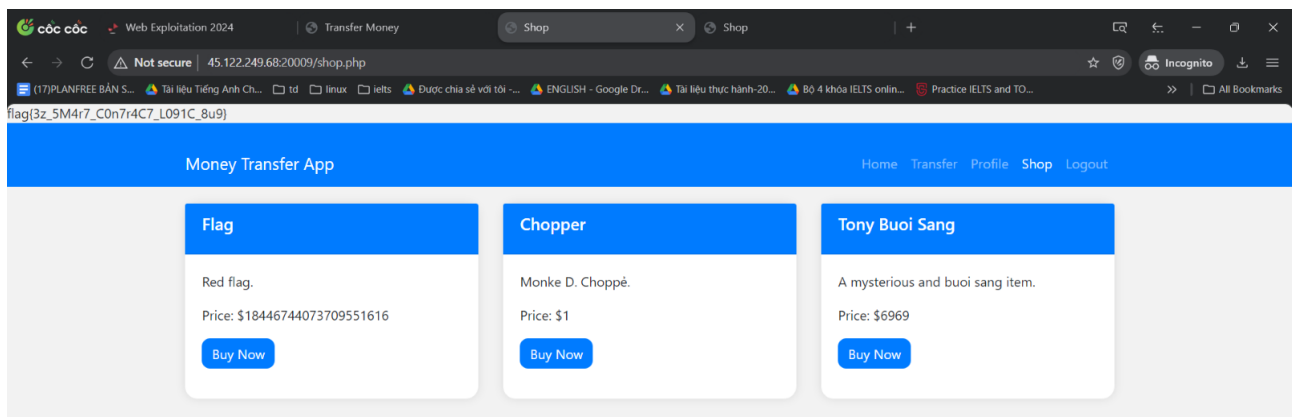 cốc cốc Web Exploitation 2024 Transfer Money Shop Shop
Not secure 45.122.249.68:20009/shop.php Incognito
(17)PLANFREE BẢN S... Tài liệu Tiếng Anh Ch... td linux ielts Được chia sẻ với tôi -... ENGLISH - Google Dr... Tài liệu thực hành-20... Bộ 4 khóa IELTS onlin... Practice IELTS and TO... All Bookmarks
flag{3z_5M4r7_C0n7r4C7_L091C_8u9}
Money Transfer App Home Transfer Profile Shop Logout
Flag Chopper Tony Buoi Sang
Red flag. Monke D. Choppẻ. A mysterious and buoi sang item.
Price: $18446744073709551616 Price: $1 Price: $6969
Buy Now Buy Now Buy Now